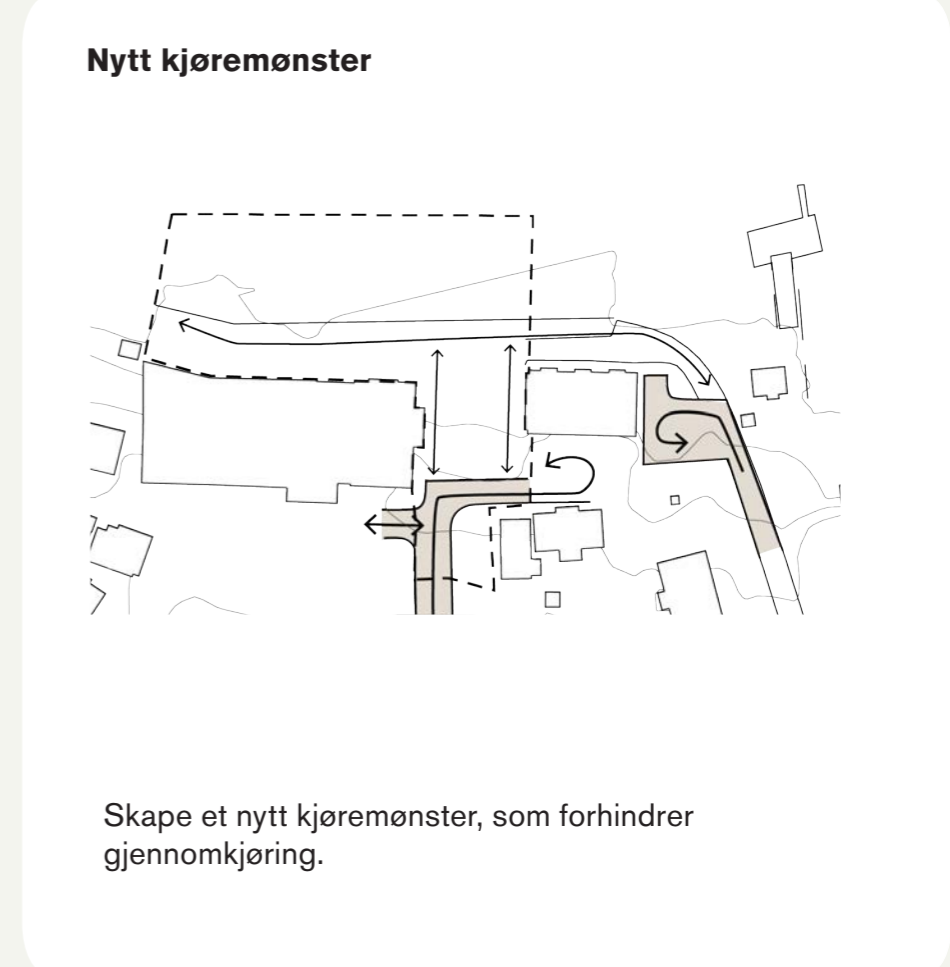 Nytt kjøremønster
Skape et nytt kjøremønster, som forhindrer
gjennomkjøring.